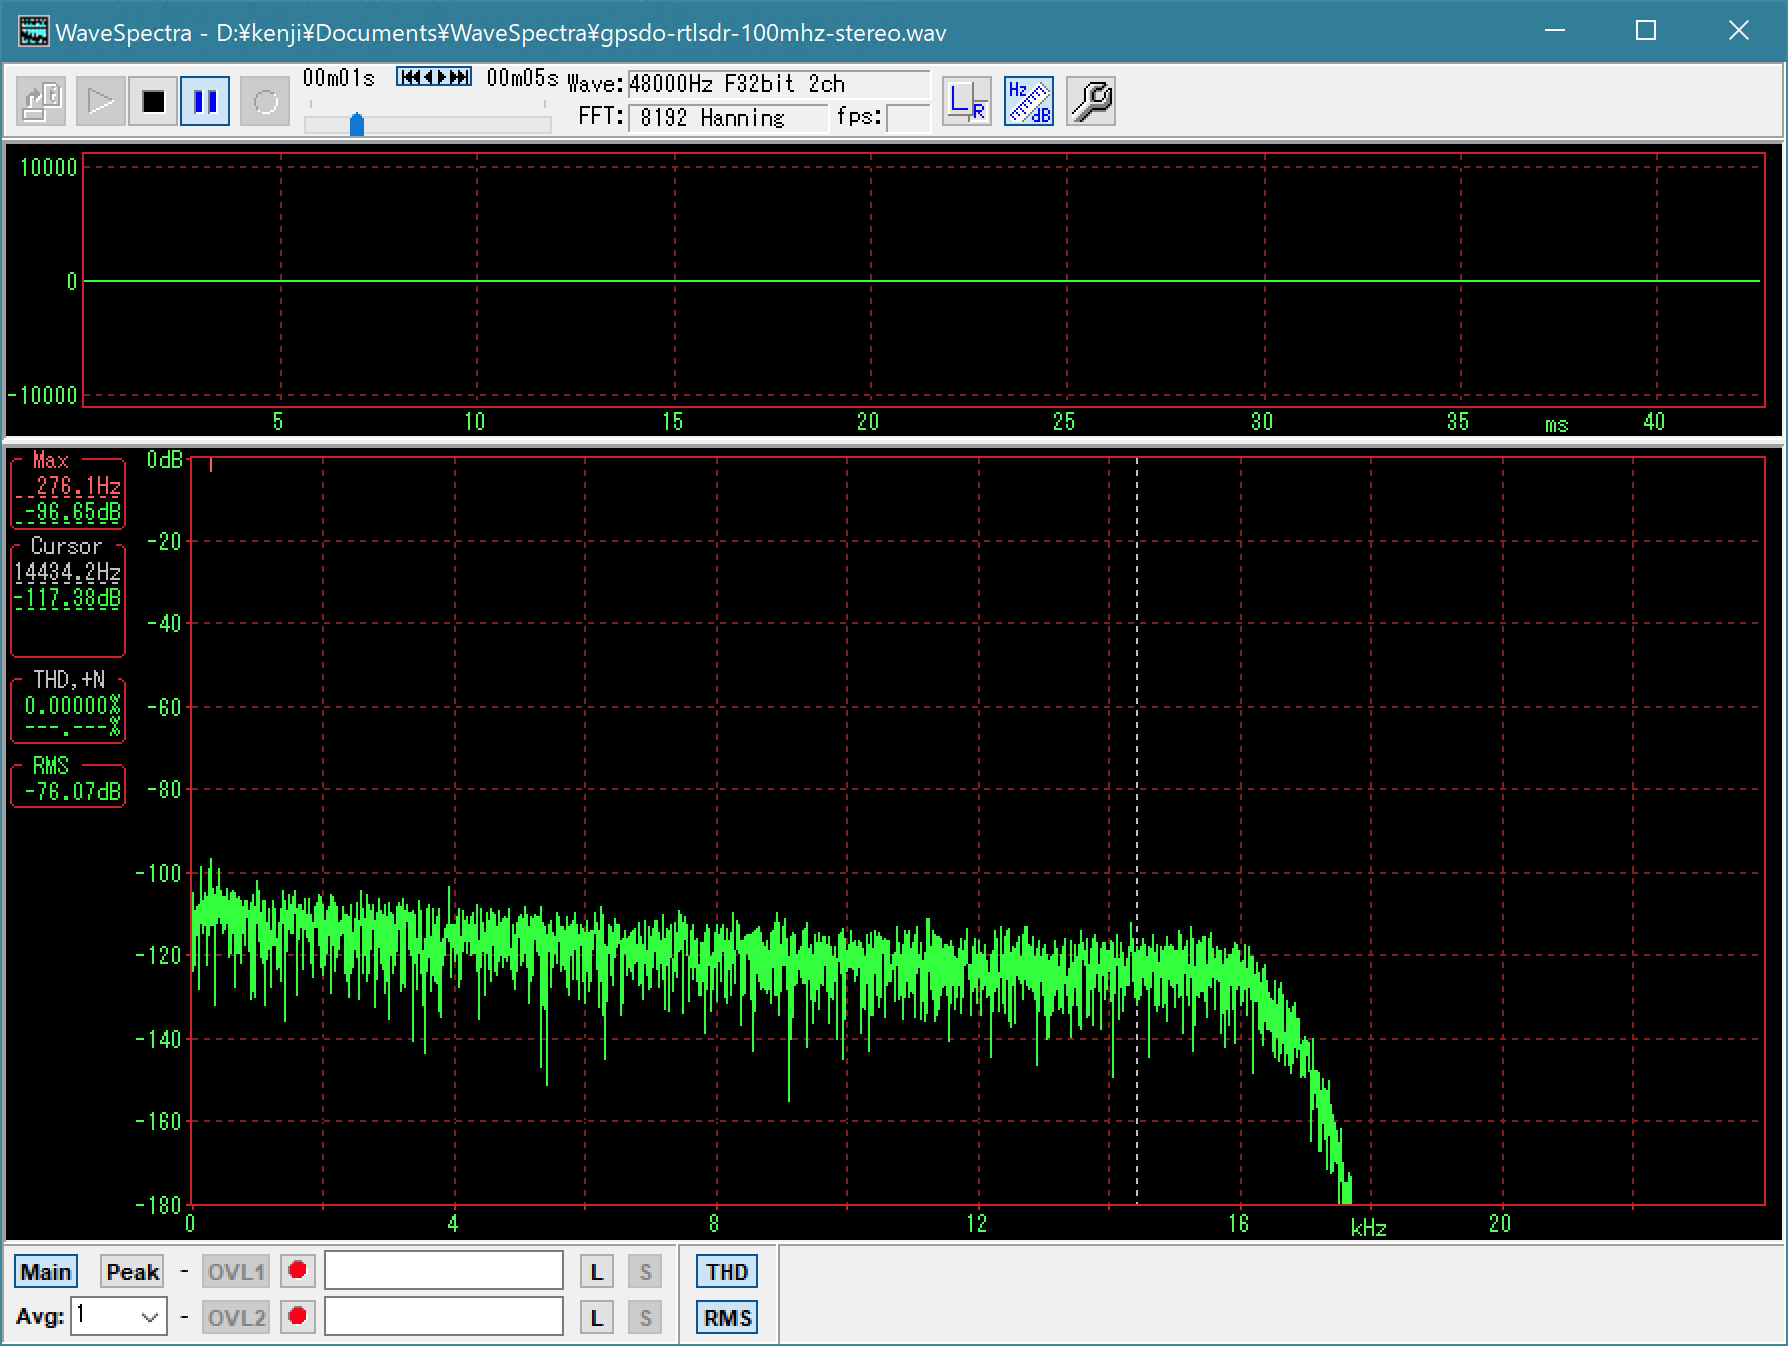 WaveSpectra - D:¥kenji¥Documents¥WaveSpectra¥gpsdo-rtlsdr-100mhz-stereo.wav
00m01s 00m05s Wave: 48000Hz F32bit 2ch
FFT: 8192 Hanning fps:
L R
Hz dB
10000
0
-10000
5 10 15 20 25 30 35 ms 40
Max
276.1Hz
-96.65dB
Cursor
14434.2Hz
-117.38dB
THD,+N
0.00000%
---.---%
RMS
-76.07dB
0dB
-20
-40
-60
-80
-100
-120
-140
-160
-180
0 4 8 12 16 kHz 20
Main Peak - OVL1 L S THD
Avg: 1 - OVL2 L S RMS